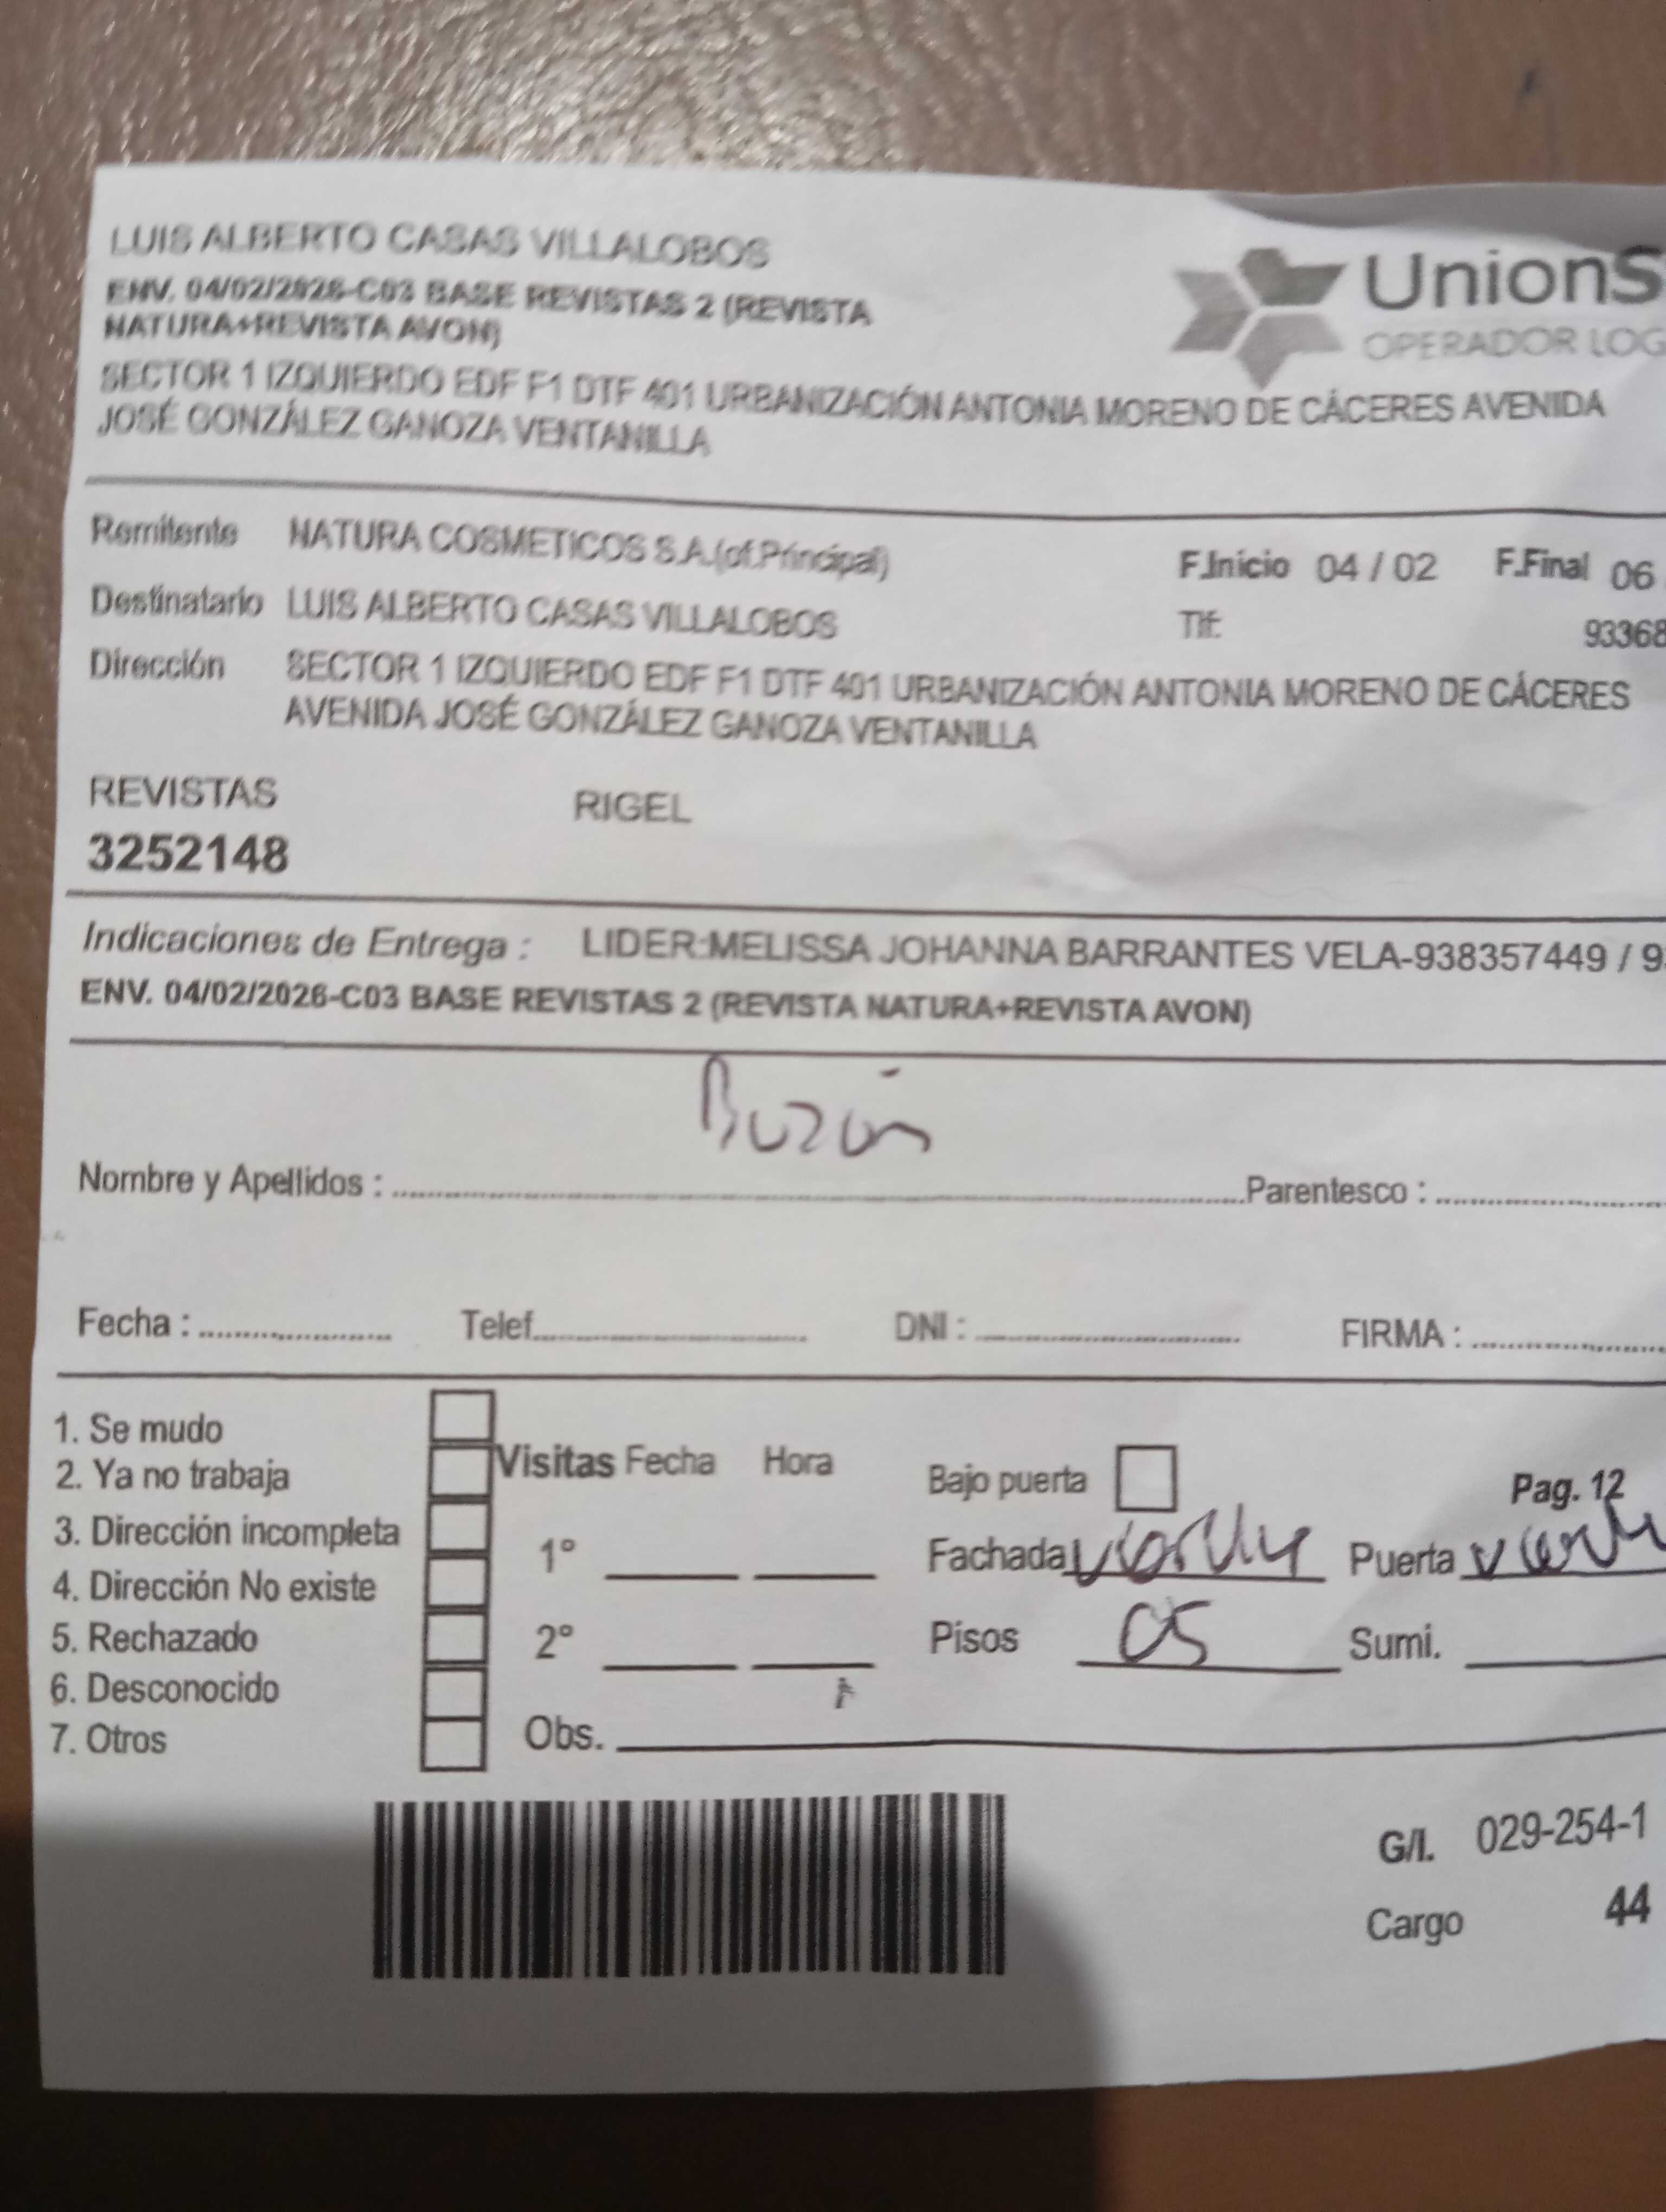 LUIS ALBERTO CASAS VILLALOBOS
ENV. 04/02/2026-C03 BASE REVISTAS 2 (REVISTA
NATURA+REVISTA AVON)
SECTOR 1 IZQUIERDO EDF F1 DTF 401 URBANIZACIÓN ANTONIA MORENO DE CÁCERES AVENIDA
JOSÉ GONZÁLEZ GANOZA VENTANILLA
UnionS
OPERADOR LOG
Remitente NATURA COSMETICOS S.A.(of.Principal)
F.Inicio 04 / 02 F.Final 06
Destinatario LUIS ALBERTO CASAS VILLALOBOS
Tlf: 93368
Dirección SECTOR 1 IZQUIERDO EDF F1 DTF 401 URBANIZACIÓN ANTONIA MORENO DE CÁCERES
AVENIDA JOSÉ GONZÁLEZ GANOZA VENTANILLA
REVISTAS RIGEL
3252148
Indicaciones de Entrega : LIDER:MELISSA JOHANNA BARRANTES VELA-938357449 / 9
ENV. 04/02/2026-C03 BASE REVISTAS 2 (REVISTA NATURA+REVISTA AVON)
Buzón
Nombre y Apellidos : Parentesco :
Fecha : Telef. DNI : FIRMA :
1. Se mudo
2. Ya no trabaja
3. Dirección incompleta
4. Dirección No existe
5. Rechazado
6. Desconocido
7. Otros
Visitas Fecha Hora
1°
2°
Obs.
Bajo puerta Pag. 12
Fachada Puerta
Pisos 05 Sumi.
G/I. 029-254-1
Cargo 44